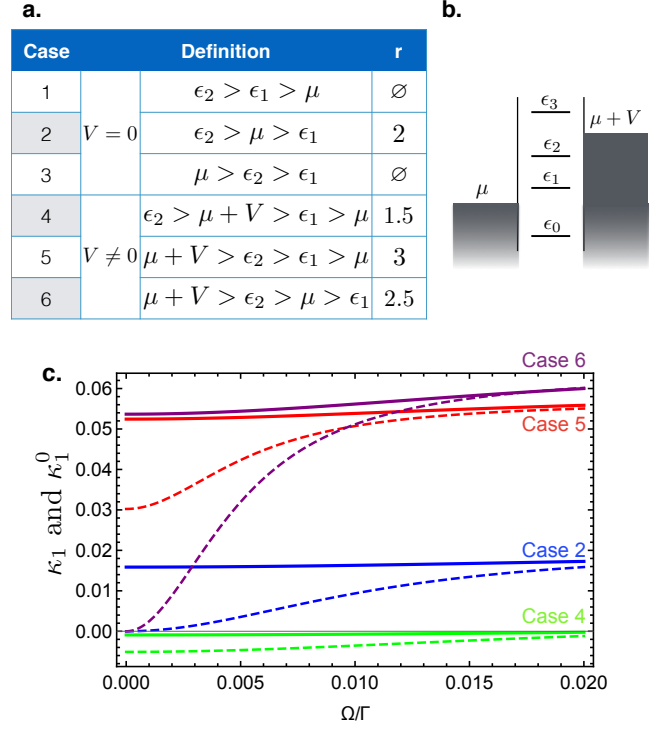 a.
Case Definition r
1 ϵ₂ > ϵ₁ > μ ∅
2 V = 0 ϵ₂ > μ > ϵ₁ 2
3 μ > ϵ₂ > ϵ₁ ∅
4 ϵ₂ > μ + V > ϵ₁ > μ 1.5
5 V ≠ 0 μ + V > ϵ₂ > ϵ₁ > μ 3
6 μ + V > ϵ₂ > μ > ϵ₁ 2.5
b.
ϵ₃
μ + V
ϵ₂
ϵ₁
μ
ϵ₀
c.
Case 6
0.06
0.05
Case 5
0.04
0.03
0.02
Case 2
0.01
Case 4
0.00
κ₁ and κ₁⁰
0.000 0.005 0.010 0.015 0.020
Ω/Γ